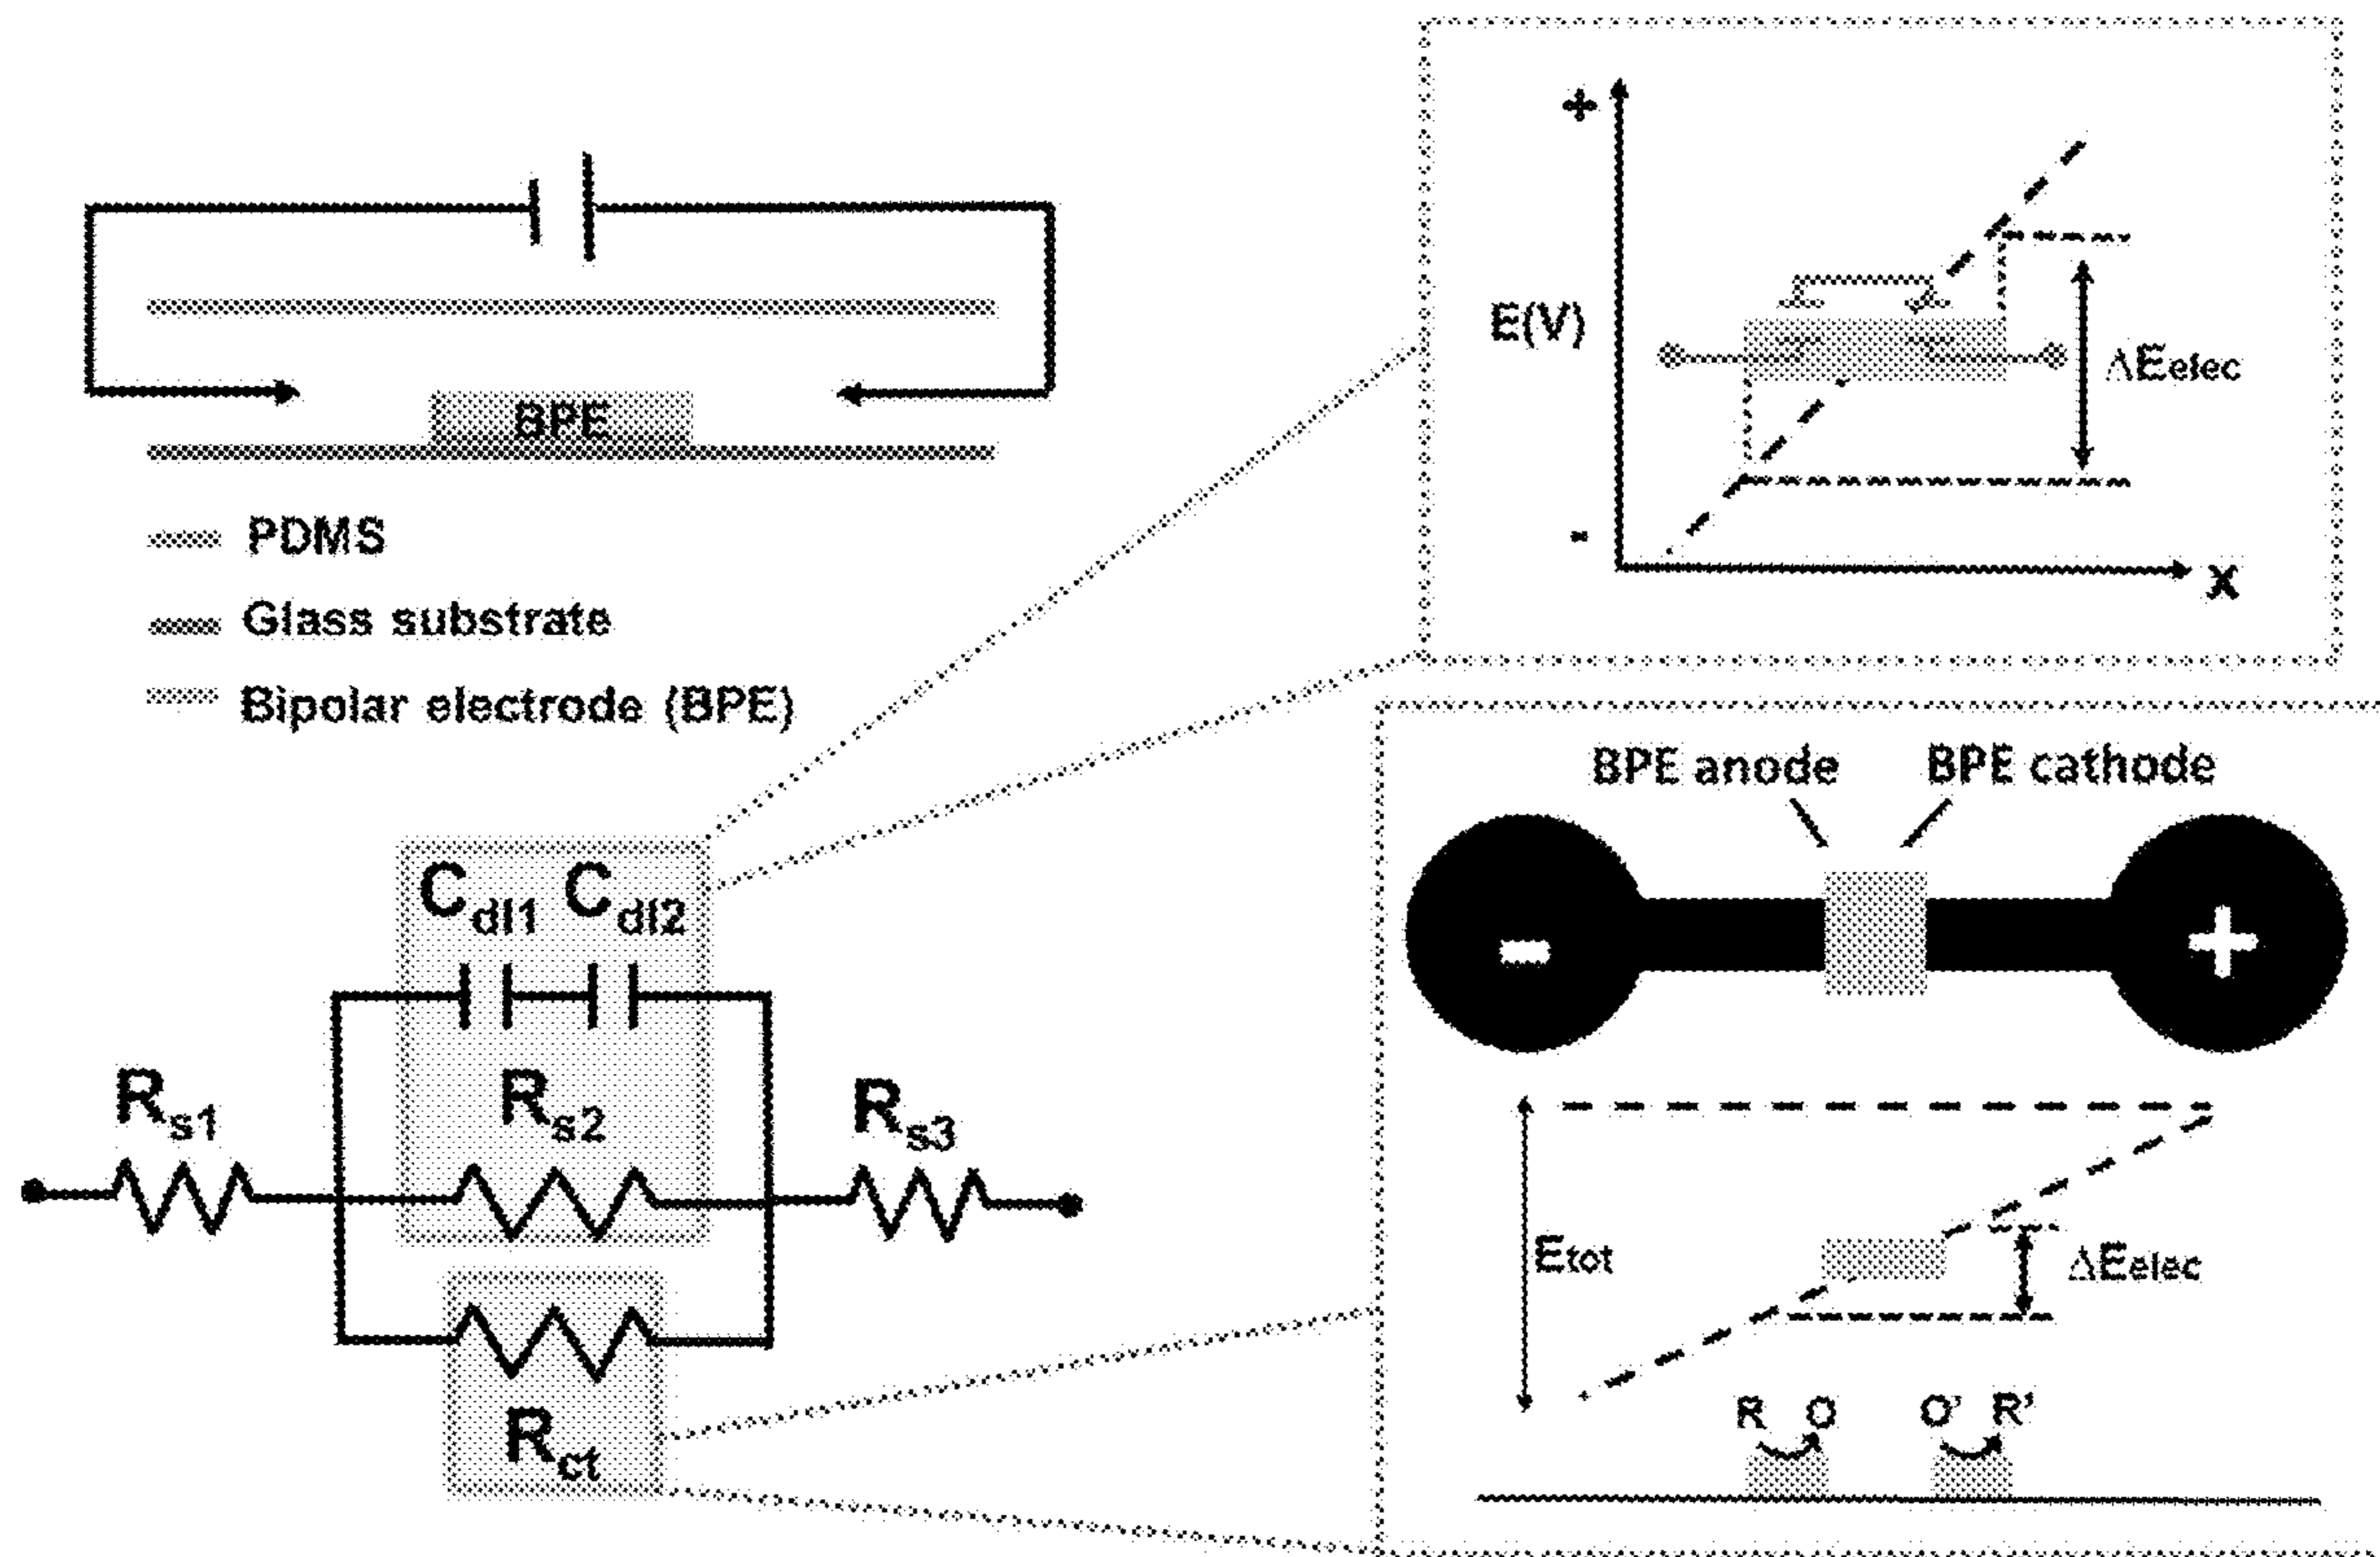 BPE
PDMS
Glass substrate
Bipolar electrode (BPE)
+
E(V)
ΔEelec
-
X
Cdl1 Cdl2
Rs1
Rs2
Rs3
Rct
BPE anode BPE cathode
- +
Etot
ΔEelec
R O O' R'